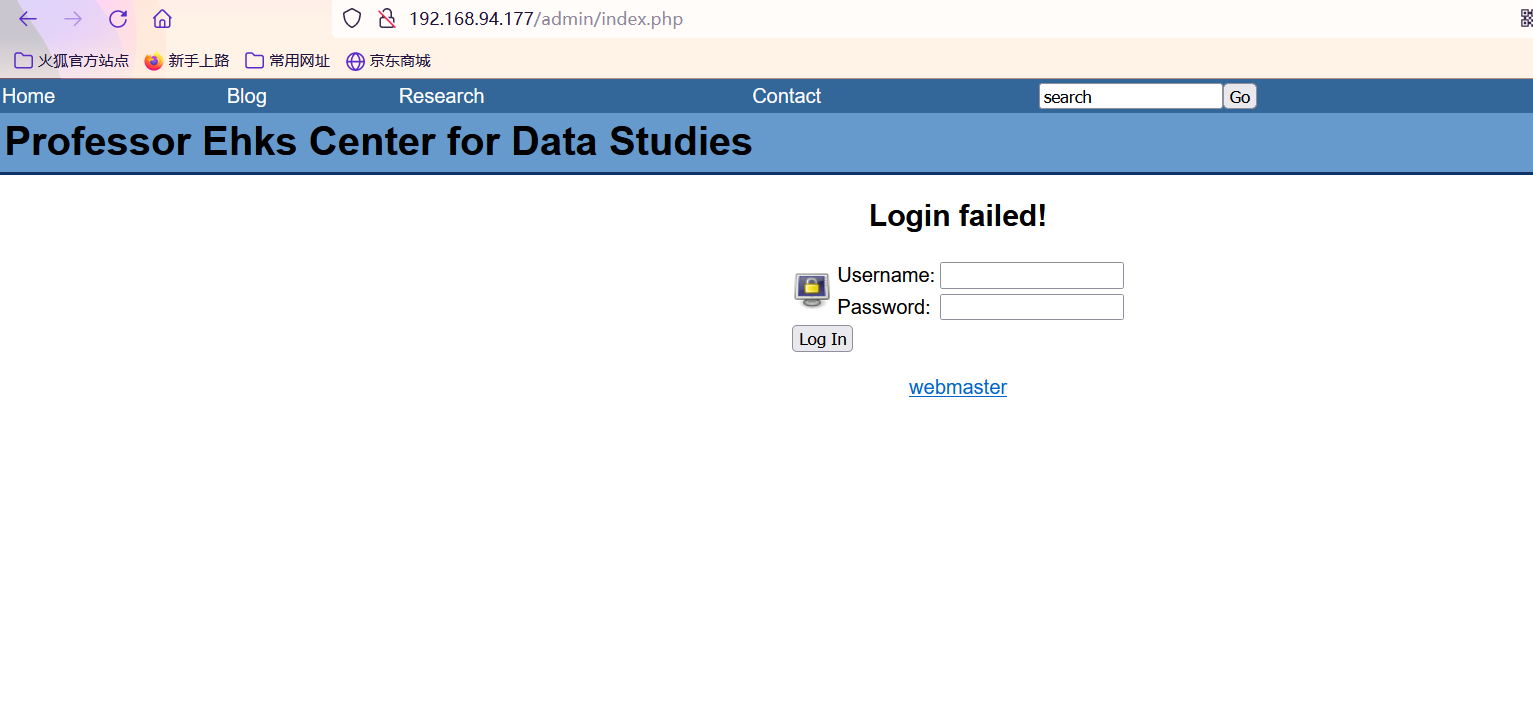 192.168.94.177/admin/index.php
火狐官方站点 新手上路 常用网址 京东商城
Home Blog Research Contact search Go
Professor Ehks Center for Data Studies
Login failed!
Username:
Password:
Log In
webmaster